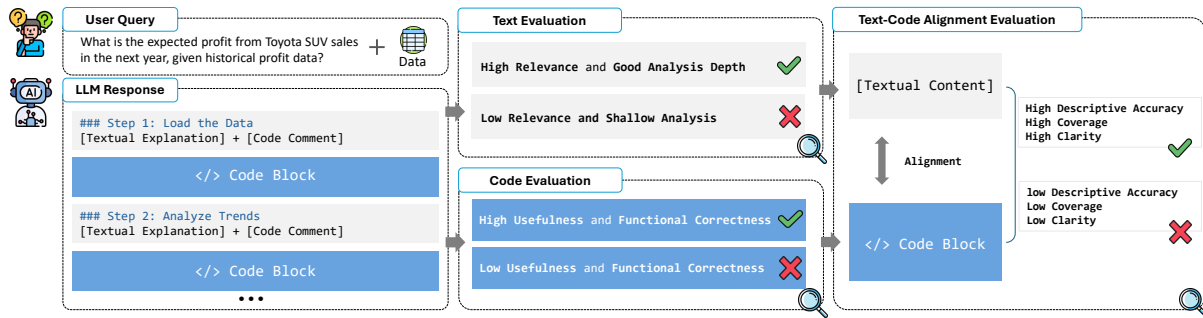 User Query
What is the expected profit from Toyota SUV sales
in the next year, given historical profit data?
+
Data
AI
LLM Response
### Step 1: Load the Data
[Textual Explanation] + [Code Comment]
</> Code Block
### Step 2: Analyze Trends
[Textual Explanation] + [Code Comment]
</> Code Block
•••
Text Evaluation
High Relevance and Good Analysis Depth
Low Relevance and Shallow Analysis
Code Evaluation
High Usefulness and Functional Correctness
Low Usefulness and Functional Correctness
Text-Code Alignment Evaluation
[Textual Content]
Alignment
</> Code Block
High Descriptive Accuracy
High Coverage
High Clarity
low Descriptive Accuracy
Low Coverage
Low Clarity